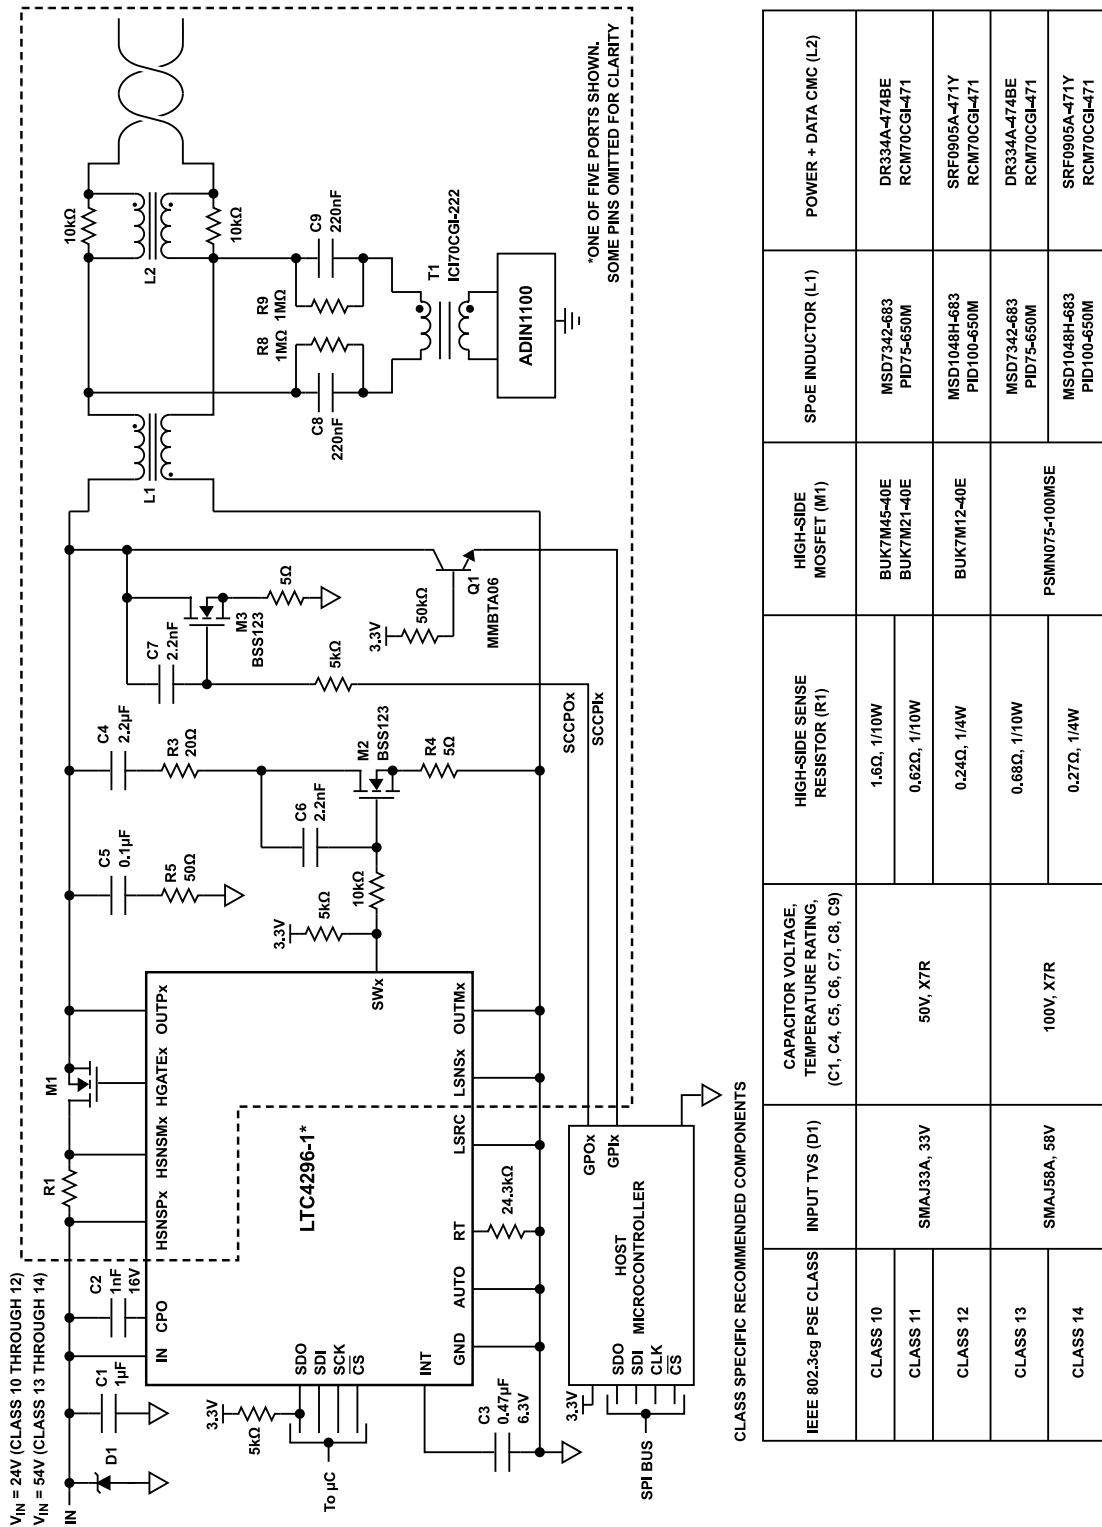 VIN = 24V (CLASS 10 THROUGH 12)
VIN = 54V (CLASS 13 THROUGH 14)
IN
D1
C1
1µF
C2
1nF
16V
R1
M1
IN
CPO
HSNSPx
HSNSMx
HGATEx
OUTPx
LTC4296-1*
3.3V
5kΩ
To µC
SDO
SDI
SCK
CS
INT
GND
AUTO
RT
LSRC
LSNSx
OUTMx
SWx
24.3kΩ
C3
0.47µF
6.3V
C5
0.1µF
R5
50Ω
C4
2.2µF
R3
20Ω
3.3V
5kΩ
10kΩ
C6
2.2nF
M2
BSS123
R4
5Ω
C7
2.2nF
M3
BSS123
5Ω
5kΩ
3.3V
50kΩ
Q1
MMBTA06
SCCPOx
SCCPIx
L1
L2
10kΩ
10kΩ
C8
220nF
R8
1MΩ
R9
1MΩ
C9
220nF
T1
ICI70CGI-222
ADIN1100
*ONE OF FIVE PORTS SHOWN.
SOME PINS OMITTED FOR CLARITY
3.3V
SPI BUS
SDO
SDI
CLK
CS
HOST
MICROCONTROLLER
GPOx
GPIx
CLASS SPECIFIC RECOMMENDED COMPONENTS
IEEE 802.3cg PSE CLASS
INPUT TVS (D1)
CAPACITOR VOLTAGE,
TEMPERATURE RATING,
(C1, C4, C5, C6, C7, C8, C9)
HIGH-SIDE SENSE
RESISTOR (R1)
HIGH-SIDE
MOSFET (M1)
SPoE INDUCTOR (L1)
POWER + DATA CMC (L2)
CLASS 10
CLASS 11
CLASS 12
CLASS 13
CLASS 14
SMAJ33A, 33V
SMAJ58A, 58V
50V, X7R
100V, X7R
1.6Ω, 1/10W
0.62Ω, 1/10W
0.24Ω, 1/4W
0.68Ω, 1/10W
0.27Ω, 1/4W
BUK7M45-40E
BUK7M21-40E
BUK7M12-40E
PSMN075-100MSE
MSD7342-683
PID75-650M
MSD1048H-683
PID100-650M
MSD7342-683
PID75-650M
MSD1048H-683
PID100-650M
DR334A-474BE
RCM70CGI-471
SRF0905A-471Y
RCM70CGI-471
DR334A-474BE
RCM70CGI-471
SRF0905A-471Y
RCM70CGI-471